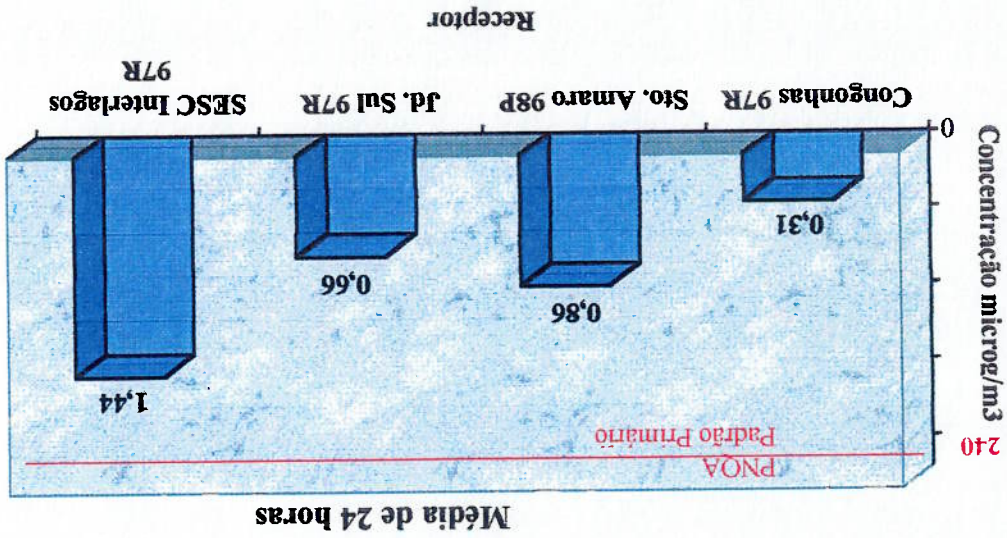 Média de 24 horas
PNQA
Padrão Primário
240
Concentração microg/m3
0
0,31
0,86
0,66
1,44
Congonhas 97R
Sto. Amaro 98P
Jd. Sul 97R
SESC Interlagos
97R
Receptor